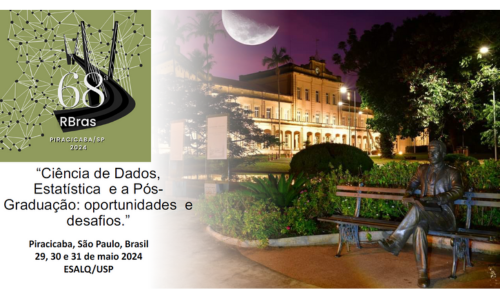 68
RBras
PIRACICABA/SP
2024
“Ciência de Dados,
Estatística e a Pós-
Graduação: oportunidades e
desafios.”
Piracicaba, São Paulo, Brasil
29, 30 e 31 de maio 2024
ESALQ/USP